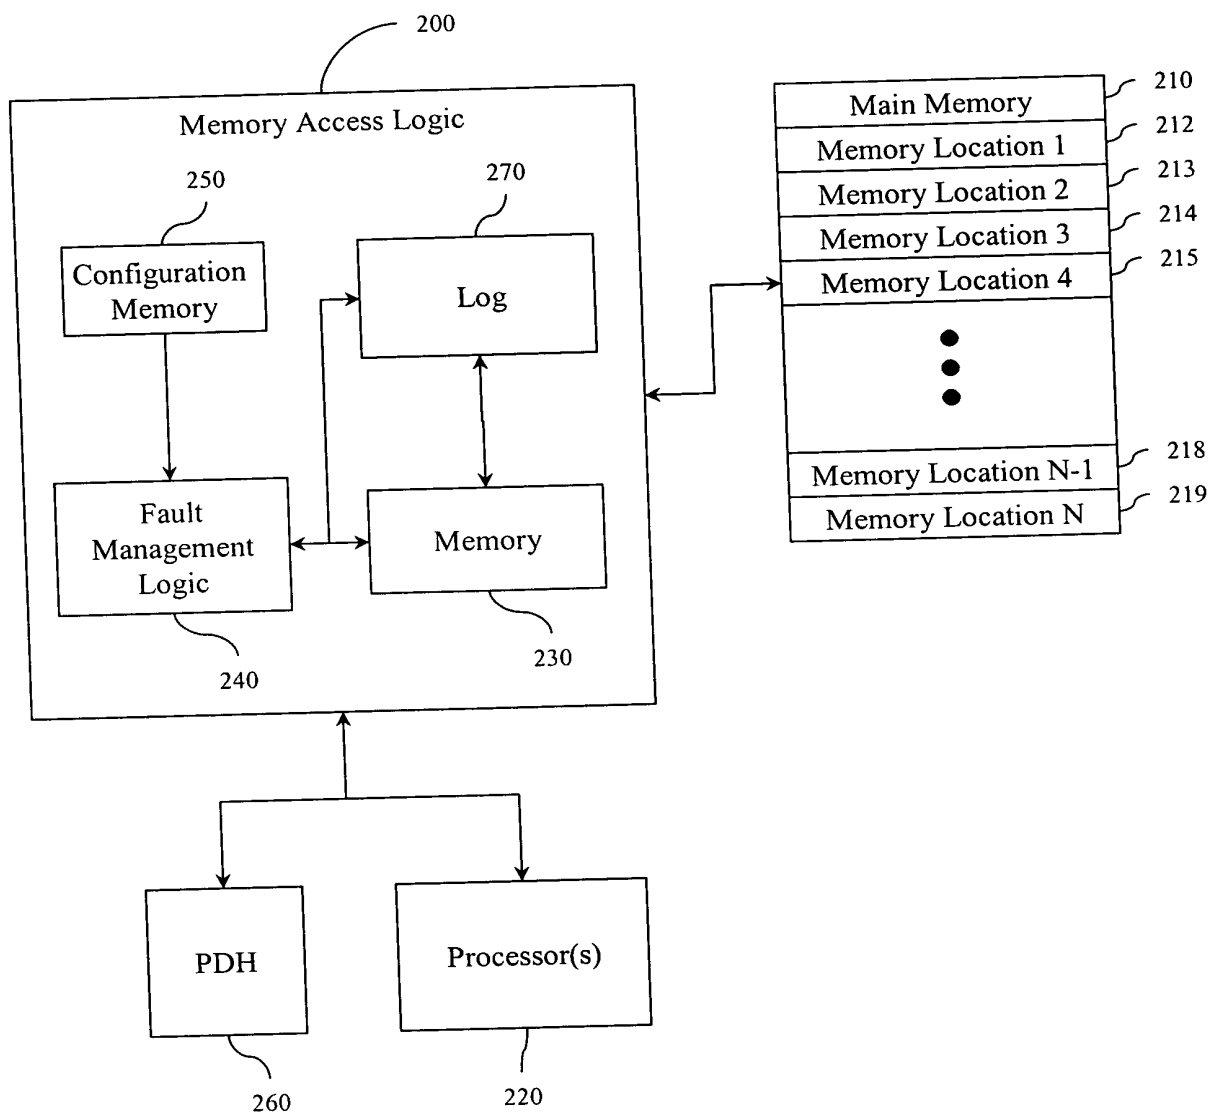 200
Memory Access Logic
250
270
Configuration
Memory
Log
Fault
Management
Logic
Memory
240
230
Main Memory
210
Memory Location 1
212
Memory Location 2
213
Memory Location 3
214
Memory Location 4
215
Memory Location N-1
218
Memory Location N
219
PDH
Processor(s)
260
220